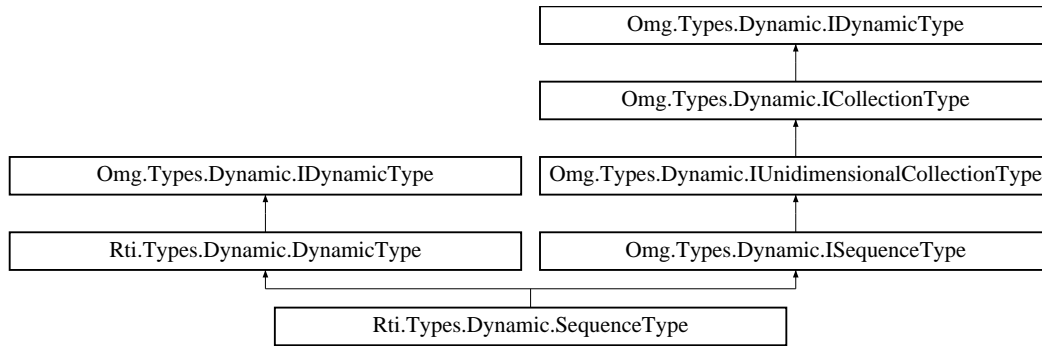 Omg.Types.Dynamic.IDynamicType
Omg.Types.Dynamic.ICollectionType
Omg.Types.Dynamic.IDynamicType
Omg.Types.Dynamic.IUnidimensionalCollectionType
Rti.Types.Dynamic.DynamicType
Omg.Types.Dynamic.ISequenceType
Rti.Types.Dynamic.SequenceType